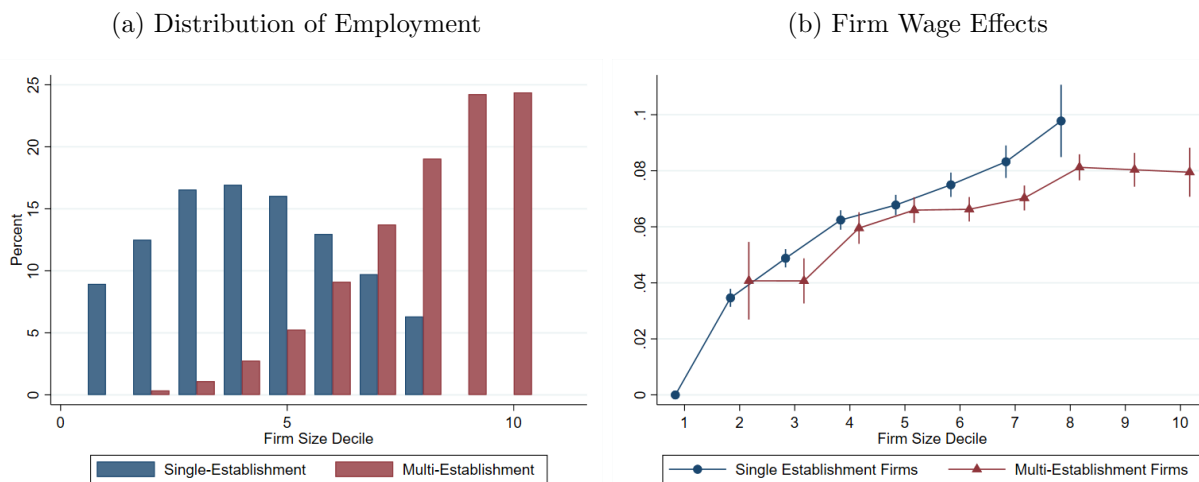 (a) Distribution of Employment
25
20
15
10
5
0
Percent
0 5 10
Firm Size Decile
Single-Establishment Multi-Establishment
(b) Firm Wage Effects
.1
.08
.06
.04
.02
0
1 2 3 4 5 6 7 8 9 10
Firm Size Decile
Single Establishment Firms Multi-Establishment Firms